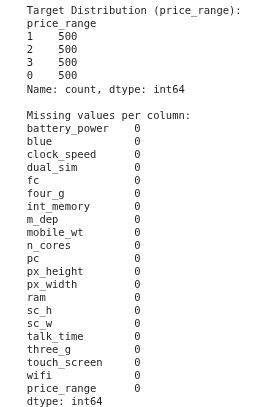 Target Distribution (price_range):
price_range
1    500
2    500
3    500
0    500
Name: count, dtype: int64

Missing values per column:
battery_power    0
blue             0
clock_speed      0
dual_sim         0
fc               0
four_g           0
int_memory       0
m_dep            0
mobile_wt        0
n_cores          0
pc               0
px_height        0
px_width         0
ram              0
sc_h             0
sc_w             0
talk_time        0
three_g          0
touch_screen     0
wifi             0
price_range      0
dtype: int64